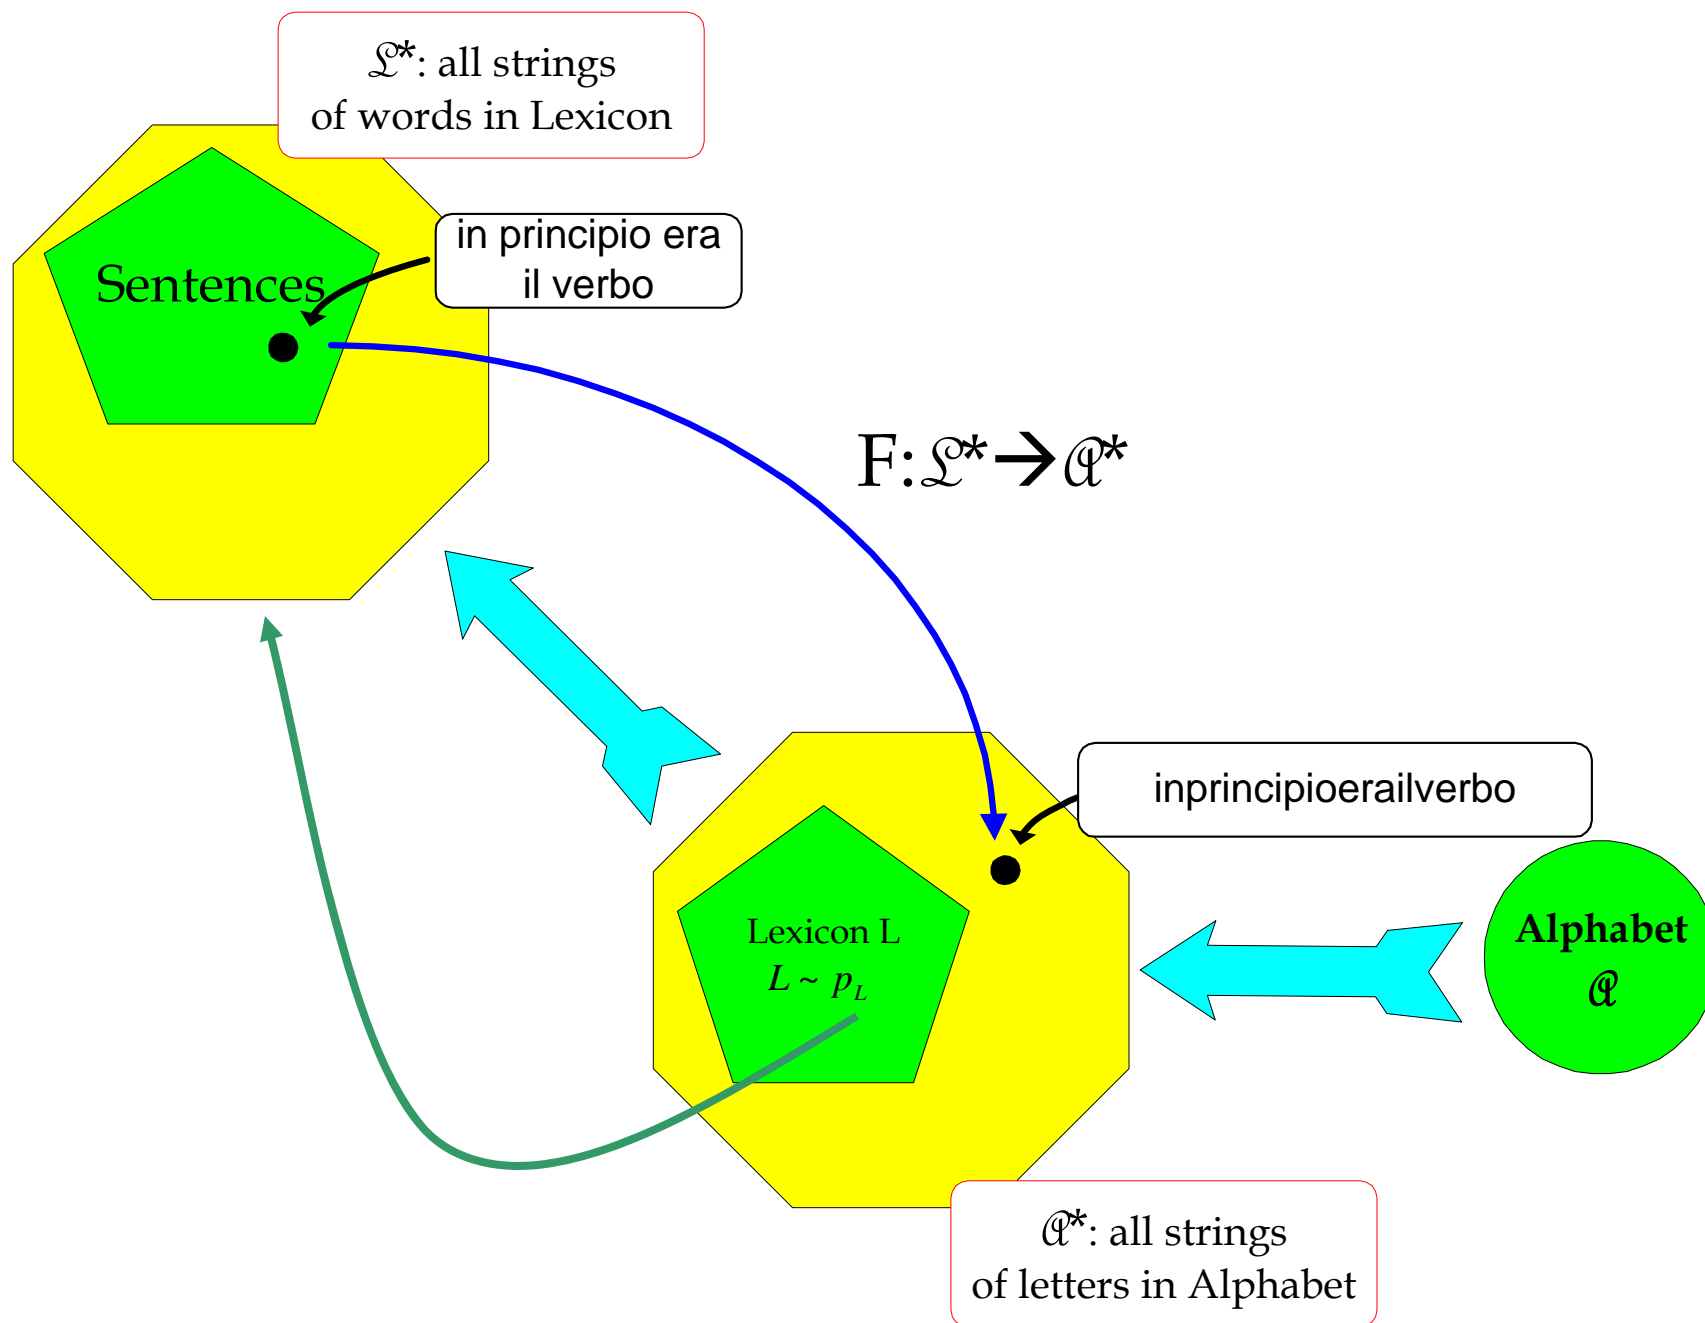 ℒ*: all strings
of words in Lexicon
in principio era
il verbo
Sentences
F:ℒ*→𝒜*
inprincipioerailverbo
Lexicon L
L ~ p_L
Alphabet
𝒜
𝒜*: all strings
of letters in Alphabet